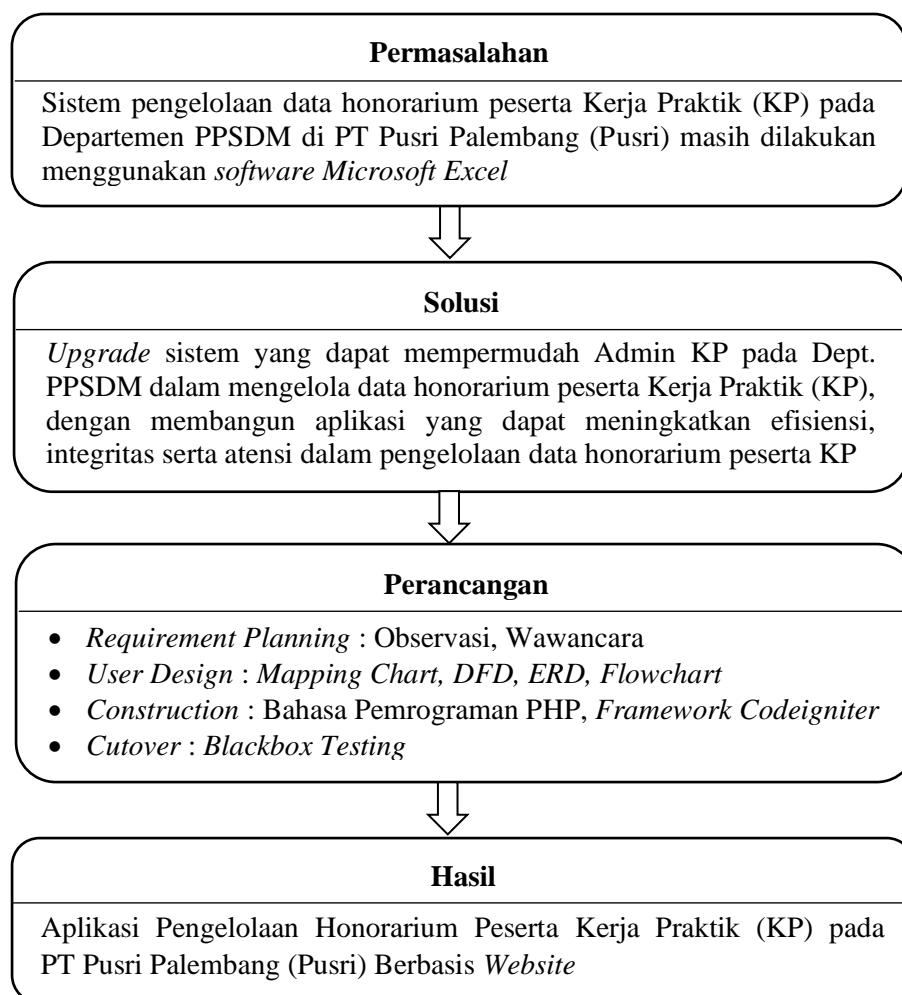 Permasalahan
Sistem pengelolaan data honorarium peserta Kerja Praktik (KP) pada
Departemen PPSDM di PT Pusri Palembang (Pusri) masih dilakukan
menggunakan software Microsoft Excel
Solusi
Upgrade sistem yang dapat mempermudah Admin KP pada Dept.
PPSDM dalam mengelola data honorarium peserta Kerja Praktik (KP),
dengan membangun aplikasi yang dapat meningkatkan efisiensi,
integritas serta atensi dalam pengelolaan data honorarium peserta KP
Perancangan
• Requirement Planning : Observasi, Wawancara
• User Design : Mapping Chart, DFD, ERD, Flowchart
• Construction : Bahasa Pemrograman PHP, Framework Codeigniter
• Cutover : Blackbox Testing
Hasil
Aplikasi Pengelolaan Honorarium Peserta Kerja Praktik (KP) pada
PT Pusri Palembang (Pusri) Berbasis Website